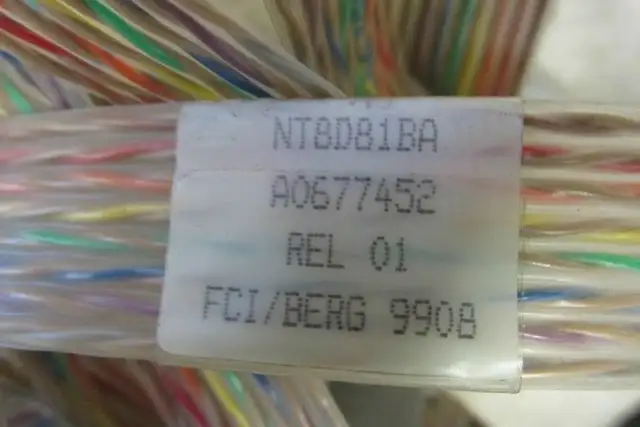 NT8D81BA
A0677452
REL 01
FCI/BERG 9908